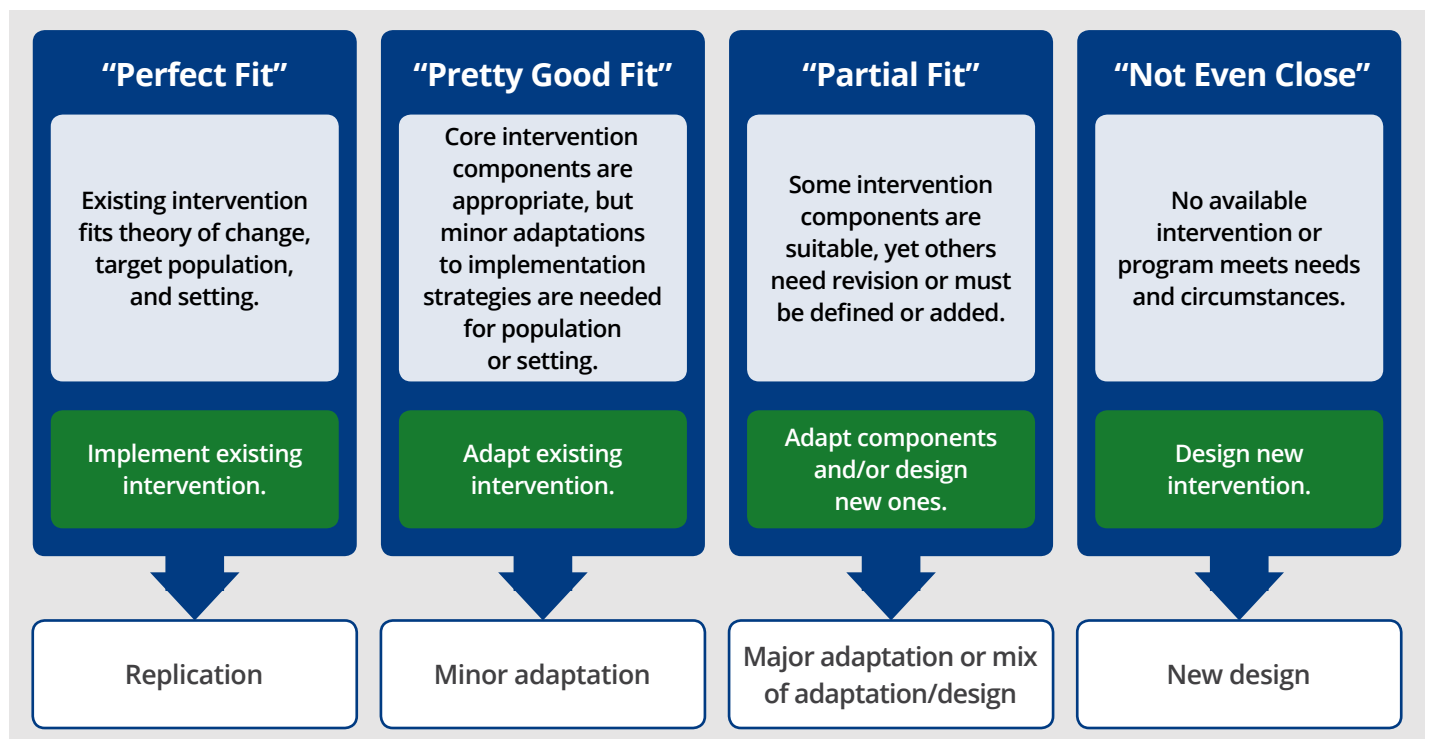 “Perfect Fit”
Existing intervention
fits theory of change,
target population,
and setting.
Implement existing
intervention.
Replication
“Pretty Good Fit”
Core intervention
components are
appropriate, but
minor adaptations
to implementation
strategies are needed
for population
or setting.
Adapt existing
intervention.
Minor adaptation
“Partial Fit”
Some intervention
components are
suitable, yet others
need revision or must
be defined or added.
Adapt components
and/or design
new ones.
Major adaptation or mix
of adaptation/design
“Not Even Close”
No available
intervention or
program meets needs
and circumstances.
Design new
intervention.
New design